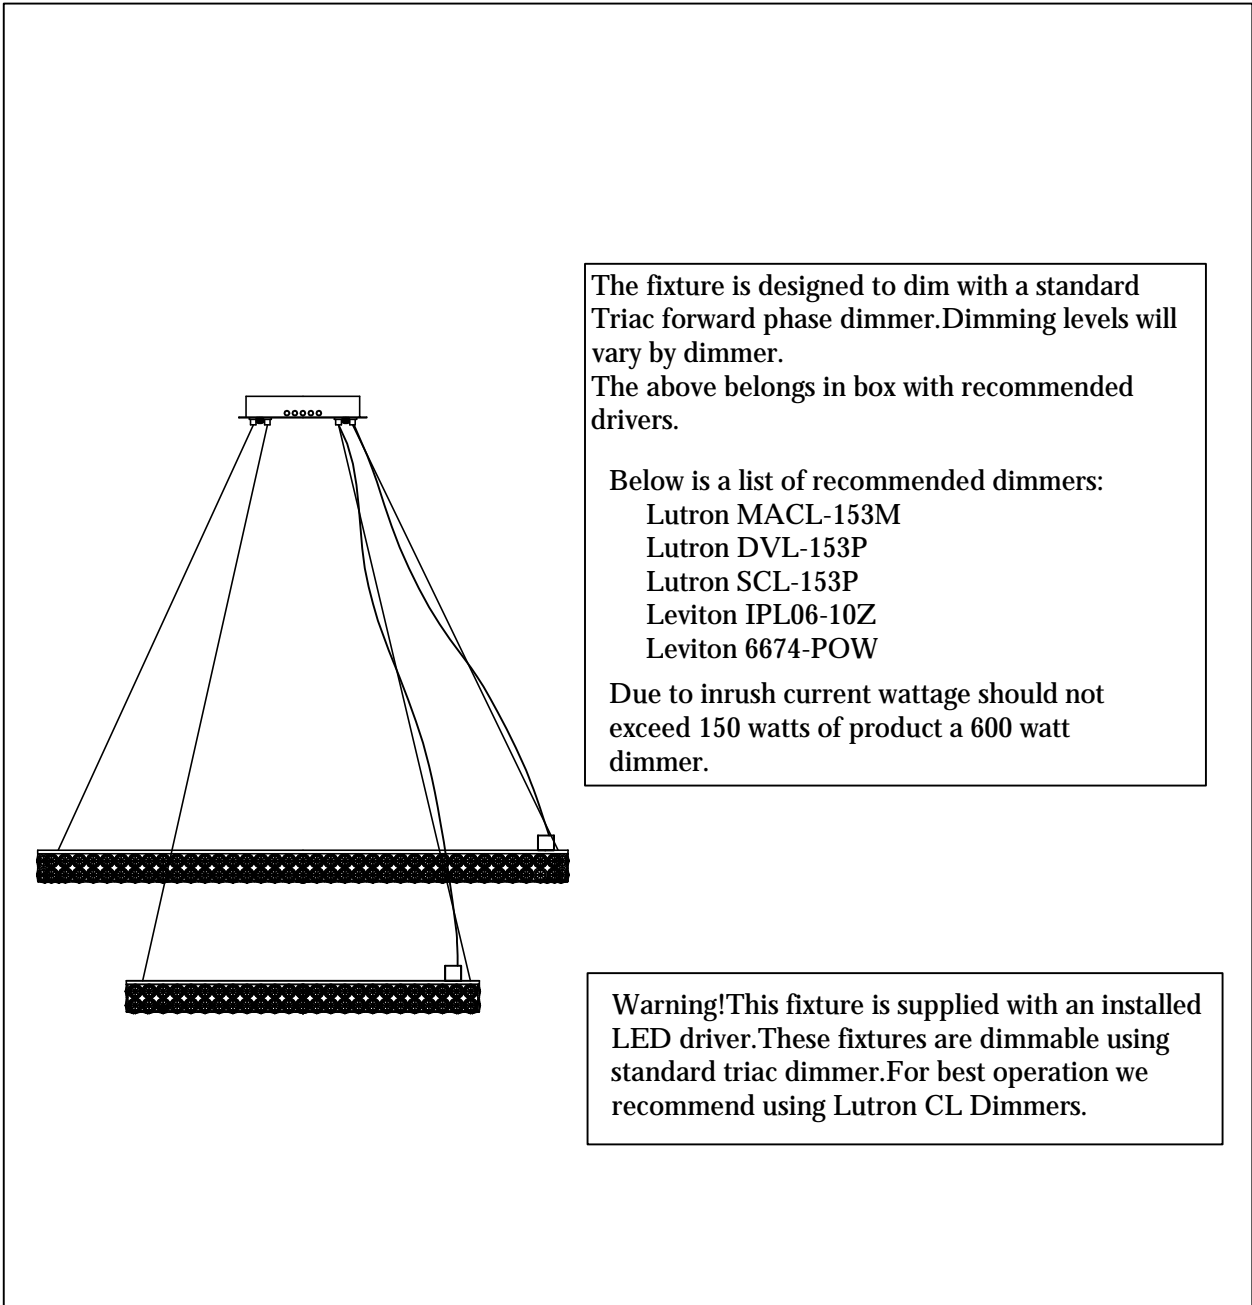 The fixture is designed to dim with a standard
Triac forward phase dimmer.Dimming levels will
vary by dimmer.
The above belongs in box with recommended
drivers.
Below is a list of recommended dimmers:
Lutron MACL-153M
Lutron DVL-153P
Lutron SCL-153P
Leviton IPL06-10Z
Leviton 6674-POW
Due to inrush current wattage should not
exceed 150 watts of product a 600 watt
dimmer.
Warning!This fixture is supplied with an installed
LED driver.These fixtures are dimmable using
standard triac dimmer.For best operation we
recommend using Lutron CL Dimmers.